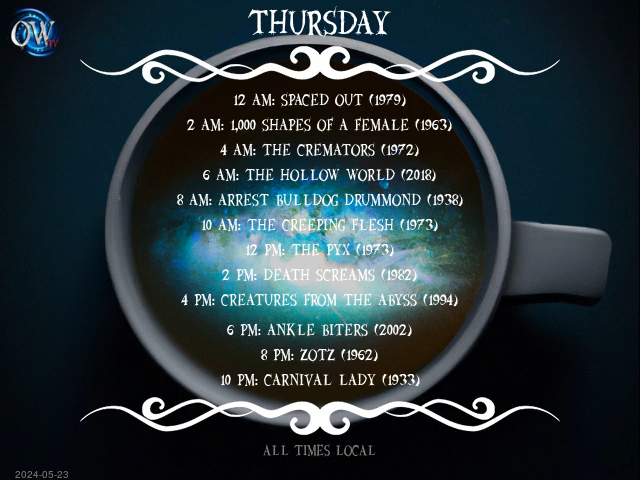 OW
TV
THURSDAY
12 AM: SPACED OUT (1979)
2 AM: 1,000 SHAPES OF A FEMALE (1963)
4 AM: THE CREMATORS (1972)
6 AM: THE HOLLOW WORLD (2018)
8 AM: ARREST BULLDOG DRUMMOND (1938)
10 AM: THE CREEPING FLESH (1973)
12 PM: THE PYX (1973)
2 PM: DEATH SCREAMS (1982)
4 PM: CREATURES FROM THE ABYSS (1994)
6 PM: ANKLE BITERS (2002)
8 PM: ZOTZ (1962)
10 PM: CARNIVAL LADY (1933)
ALL TIMES LOCAL
2024-05-23